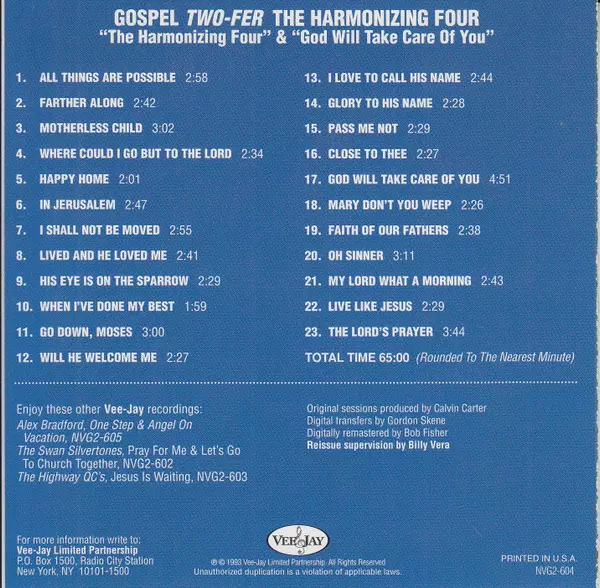 GOSPEL TWO-FER THE HARMONIZING FOUR
“The Harmonizing Four” & “God Will Take Care Of You”
1. ALL THINGS ARE POSSIBLE 2:58
2. FARTHER ALONG 2:42
3. MOTHERLESS CHILD 3:02
4. WHERE COULD I GO BUT TO THE LORD 2:34
5. HAPPY HOME 2:01
6. IN JERUSALEM 2:47
7. I SHALL NOT BE MOVED 2:55
8. LIVED AND HE LOVED ME 2:41
9. HIS EYE IS ON THE SPARROW 2:29
10. WHEN I'VE DONE MY BEST 1:59
11. GO DOWN, MOSES 3:00
12. WILL HE WELCOME ME 2:27
13. I LOVE TO CALL HIS NAME 2:44
14. GLORY TO HIS NAME 2:28
15. PASS ME NOT 2:29
16. CLOSE TO THEE 2:27
17. GOD WILL TAKE CARE OF YOU 4:51
18. MARY DON'T YOU WEEP 2:26
19. FAITH OF OUR FATHERS 2:38
20. OH SINNER 3:11
21. MY LORD WHAT A MORNING 2:43
22. LIVE LIKE JESUS 2:29
23. THE LORD'S PRAYER 3:44
TOTAL TIME 65:00 (Rounded To The Nearest Minute)
Enjoy these other Vee-Jay recordings:
Alex Bradford, One Step & Angel On
Vacation, NVG2-605
The Swan Silvertones, Pray For Me & Let's Go
To Church Together, NVG2-602
The Highway QC's, Jesus Is Waiting, NVG2-603
Original sessions produced by Calvin Carter
Digital transfers by Gordon Skene
Digitally remastered by Bob Fisher
Reissue supervision by Billy Vera
For more information write to:
Vee-Jay Limited Partnership
P.O. Box 1500, Radio City Station
New York, NY 10101-1500
VEE JAY
℗ © 1993 Vee-Jay Limited Partnership. All Rights Reserved
Unauthorized duplication is a violation of applicable laws.
PRINTED IN U.S.A.
NVG2-604